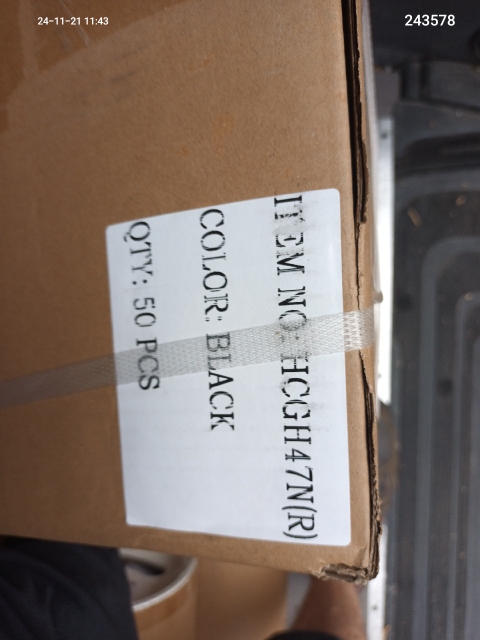 24-11-21 11:43
243578
ITEM NO: HCGH47N(R)
COLOR: BLACK
QTY: 50 PCS